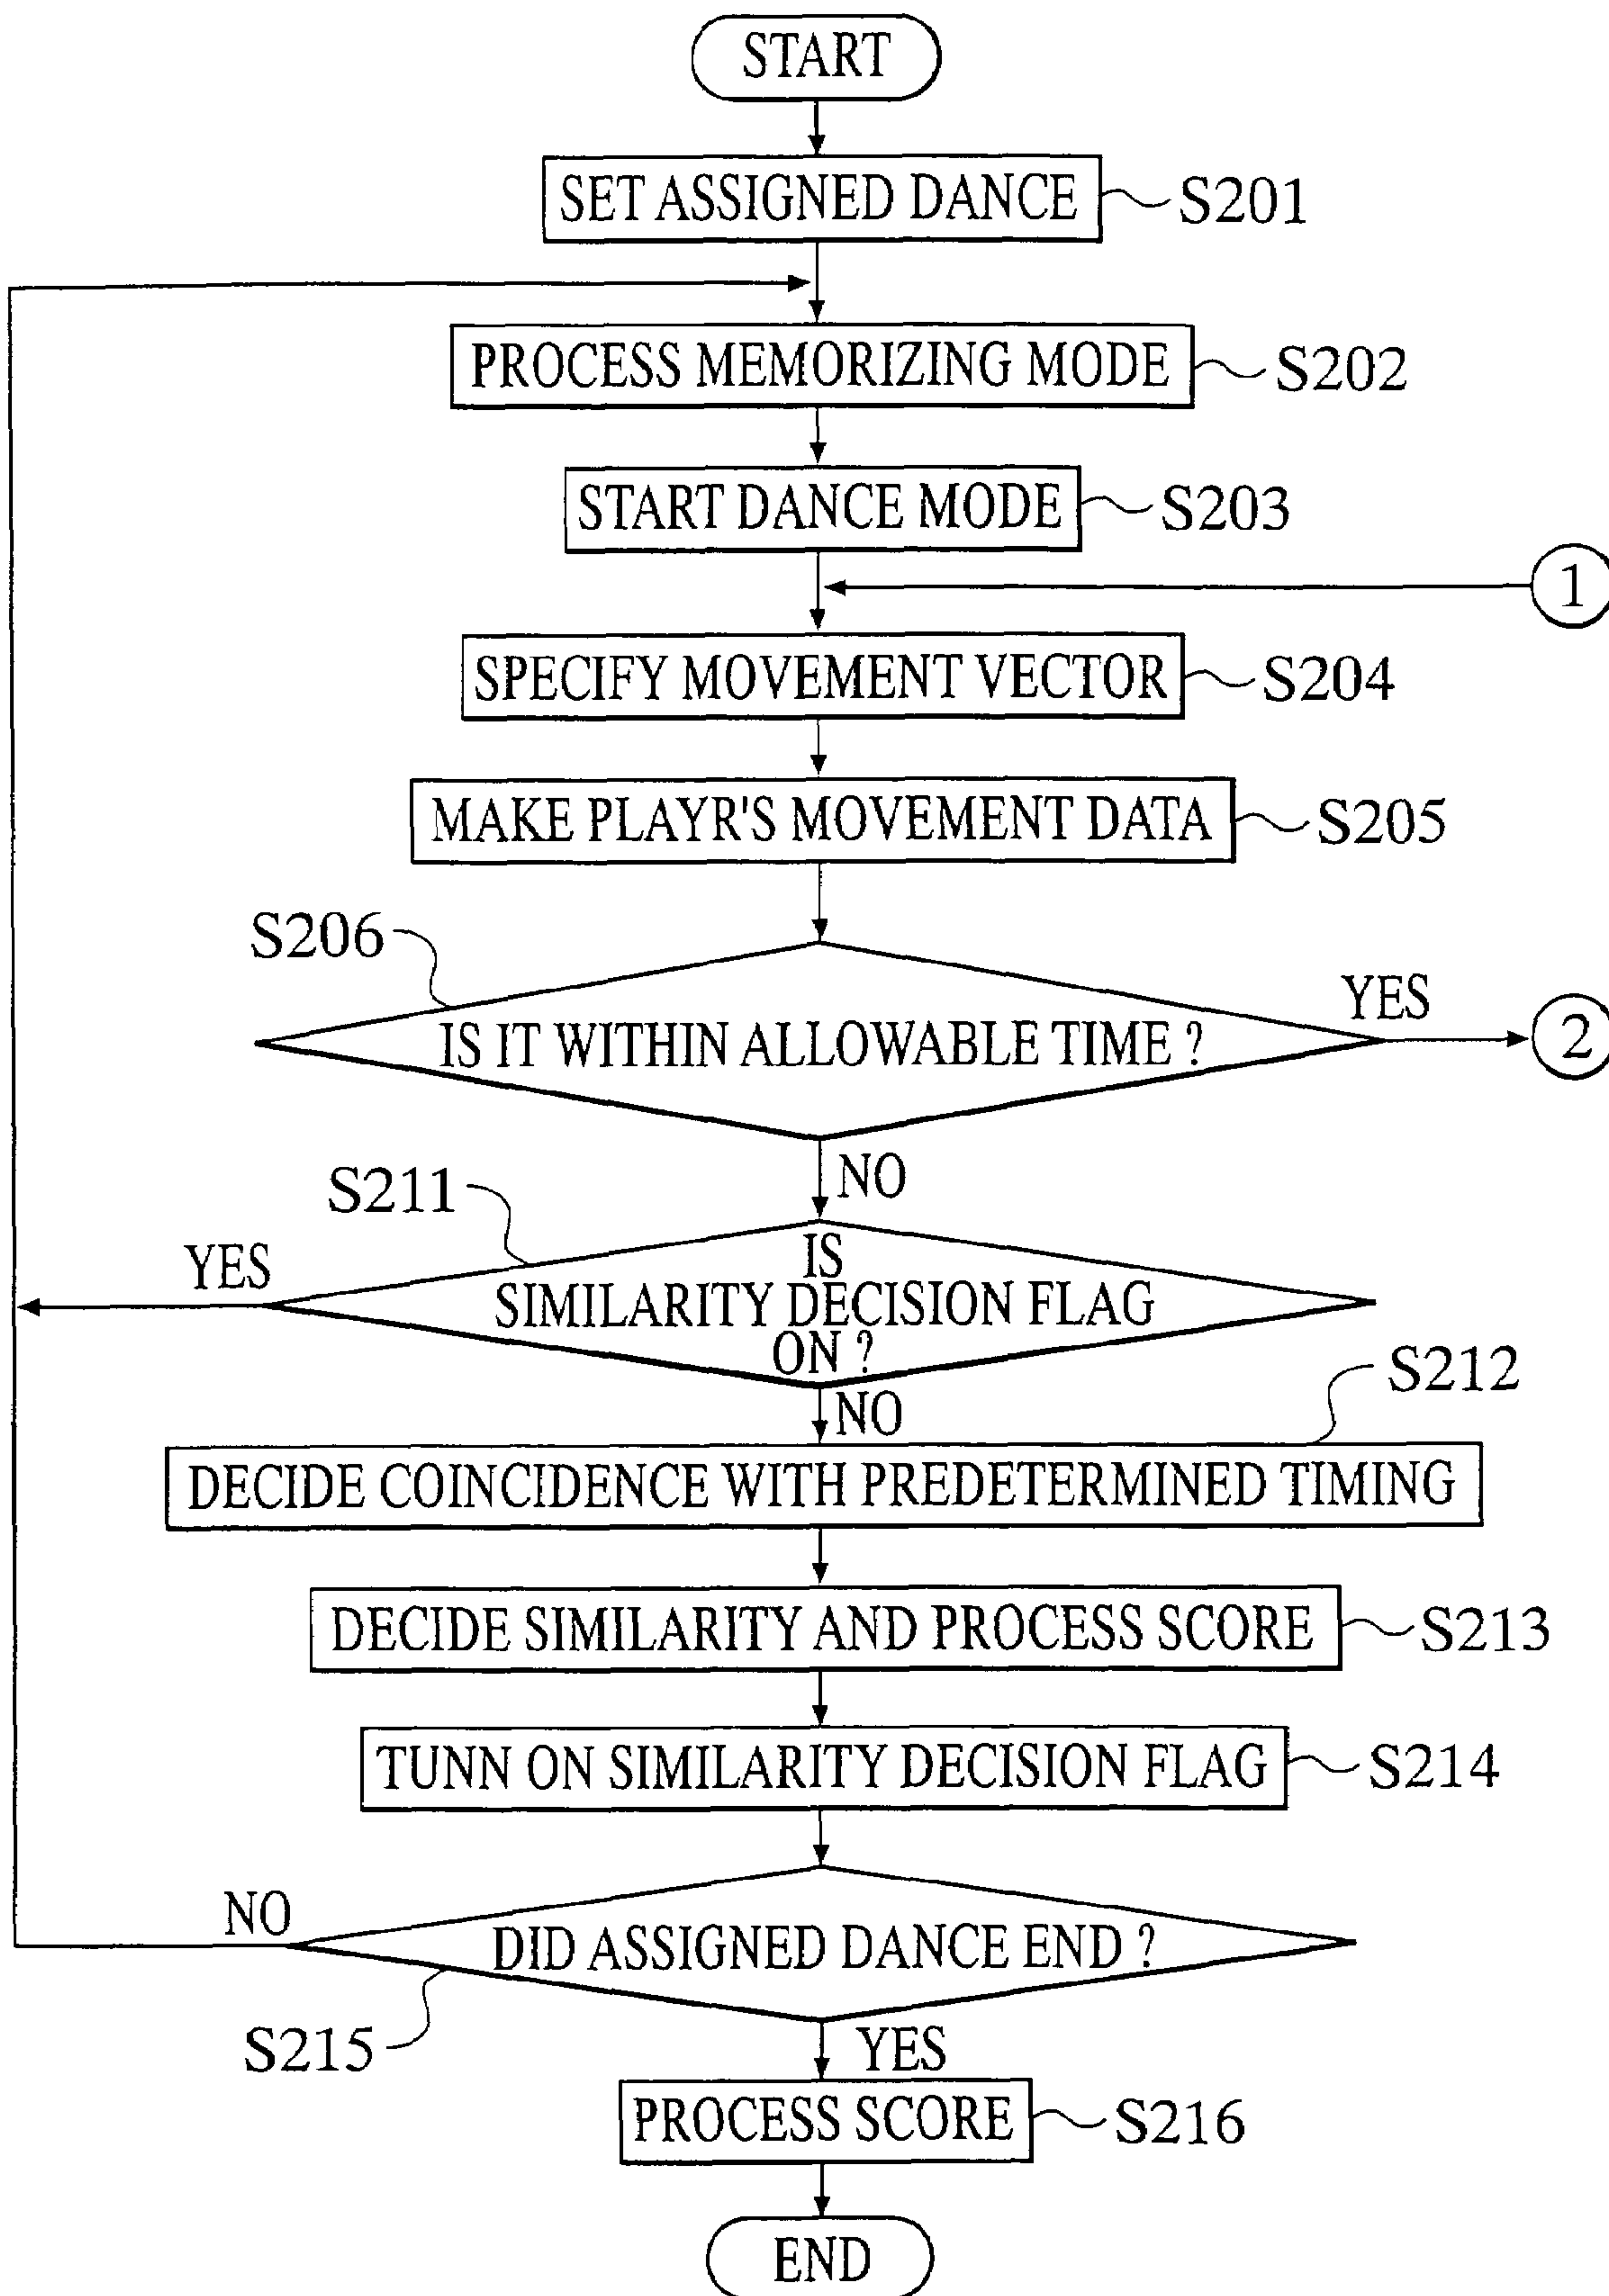 START
SET ASSIGNED DANCE
S201
PROCESS MEMORIZING MODE
S202
START DANCE MODE
S203
1
SPECIFY MOVEMENT VECTOR
S204
MAKE PLAYR'S MOVEMENT DATA
S205
S206
IS IT WITHIN ALLOWABLE TIME ?
YES
2
NO
S211
YES
IS
SIMILARITY DECISION FLAG
ON ?
NO
S212
DECIDE COINCIDENCE WITH PREDETERMINED TIMING
DECIDE SIMILARITY AND PROCESS SCORE
S213
TUNN ON SIMILARITY DECISION FLAG
S214
NO
DID ASSIGNED DANCE END ?
S215
YES
PROCESS SCORE
S216
END